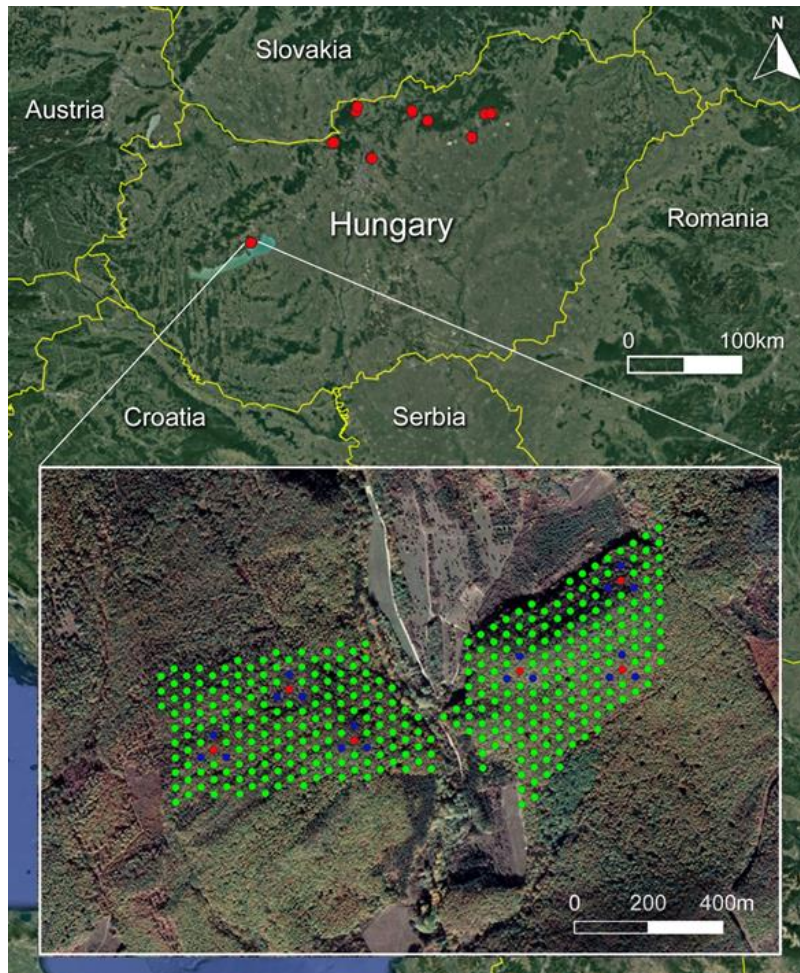 Slovakia
N
Austria
Hungary
Romania
0 100km
Croatia
Serbia
0 200 400m